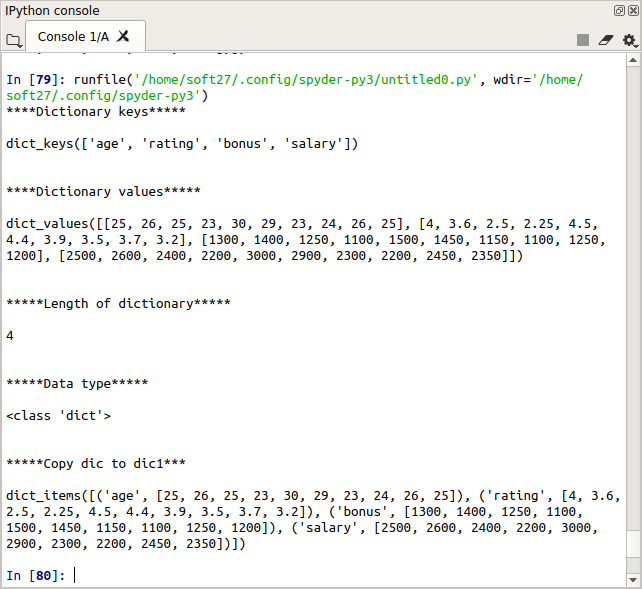 IPython console
Console 1/A
In [79]: runfile('/home/soft27/.config/spyder-py3/untitled0.py', wdir='/home/
soft27/.config/spyder-py3')
****Dictionary keys*****
dict_keys(['age', 'rating', 'bonus', 'salary'])
****Dictionary values*****
dict_values([[25, 26, 25, 23, 30, 29, 23, 24, 26, 25], [4, 3.6, 2.5, 2.25, 4.5,
4.4, 3.9, 3.5, 3.7, 3.2], [1300, 1400, 1250, 1100, 1500, 1450, 1150, 1100, 1250,
1200], [2500, 2600, 2400, 2200, 3000, 2900, 2300, 2200, 2450, 2350]])
*****Length of dictionary*****
4
*****Data type*****
<class 'dict'>
*****Copy dic to dic1***
dict_items([('age', [25, 26, 25, 23, 30, 29, 23, 24, 26, 25]), ('rating', [4, 3.6,
2.5, 2.25, 4.5, 4.4, 3.9, 3.5, 3.7, 3.2]), ('bonus', [1300, 1400, 1250, 1100,
1500, 1450, 1150, 1100, 1250, 1200]), ('salary', [2500, 2600, 2400, 2200, 3000,
2900, 2300, 2200, 2450, 2350])])
In [80]: